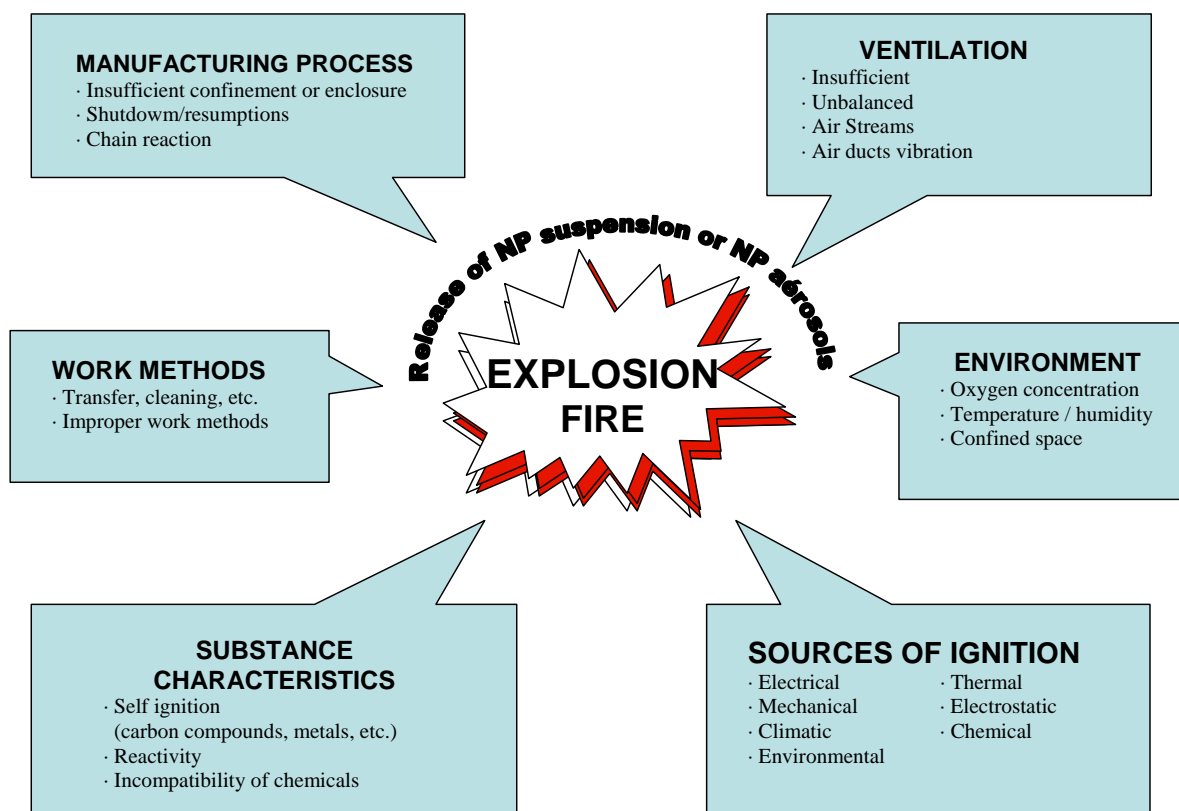 MANUFACTURING PROCESS
· Insufficient confinement or enclosure
· Shutdowm/resumptions
· Chain reaction
VENTILATION
· Insufficient
· Unbalanced
· Air Streams
· Air ducts vibration
Release of NP suspension or NP aérosols
WORK METHODS
· Transfer, cleaning, etc.
· Improper work methods
EXPLOSION
FIRE
ENVIRONMENT
· Oxygen concentration
· Temperature / humidity
· Confined space
SUBSTANCE
CHARACTERISTICS
· Self ignition
(carbon compounds, metals, etc.)
· Reactivity
· Incompatibility of chemicals
SOURCES OF IGNITION
· Electrical
· Mechanical
· Climatic
· Environmental
· Thermal
· Electrostatic
· Chemical